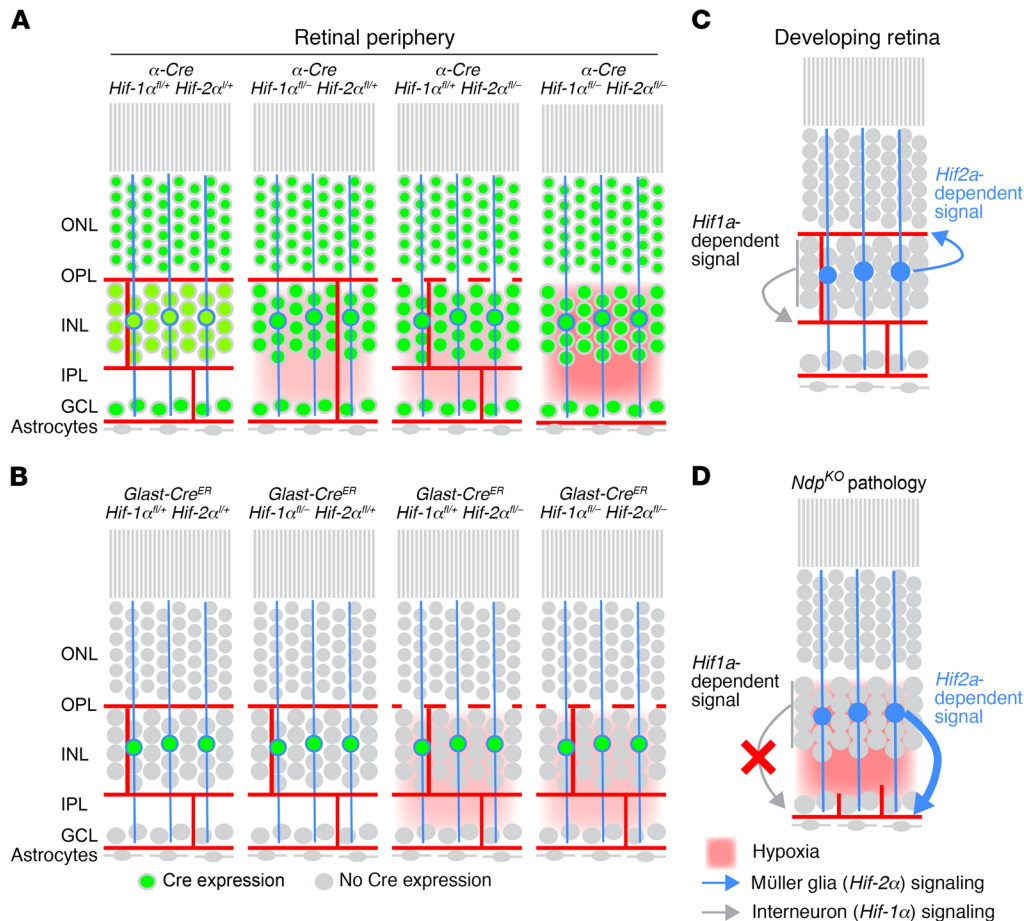 A
Retinal periphery
α-Cre
Hif-1α^fl/+ Hif-2α^l/+
α-Cre
Hif-1α^fl/– Hif-2α^fl/+
α-Cre
Hif-1α^fl/+ Hif-2α^fl/–
α-Cre
Hif-1α^fl/– Hif-2α^fl/–
ONL
OPL
INL
IPL
GCL
Astrocytes
B
Glast-Cre^ER
Hif-1α^fl/+ Hif-2α^l/+
Glast-Cre^ER
Hif-1α^fl/– Hif-2α^fl/+
Glast-Cre^ER
Hif-1α^fl/+ Hif-2α^fl/–
Glast-Cre^ER
Hif-1α^fl/– Hif-2α^fl/–
ONL
OPL
INL
IPL
GCL
Astrocytes
Cre expression
No Cre expression
C
Developing retina
Hif1a-
dependent
signal
Hif2a-
dependent
signal
D
Ndp^KO pathology
Hif1a-
dependent
signal
Hif2a-
dependent
signal
Hypoxia
Müller glia (Hif-2α) signaling
Interneuron (Hif-1α) signaling